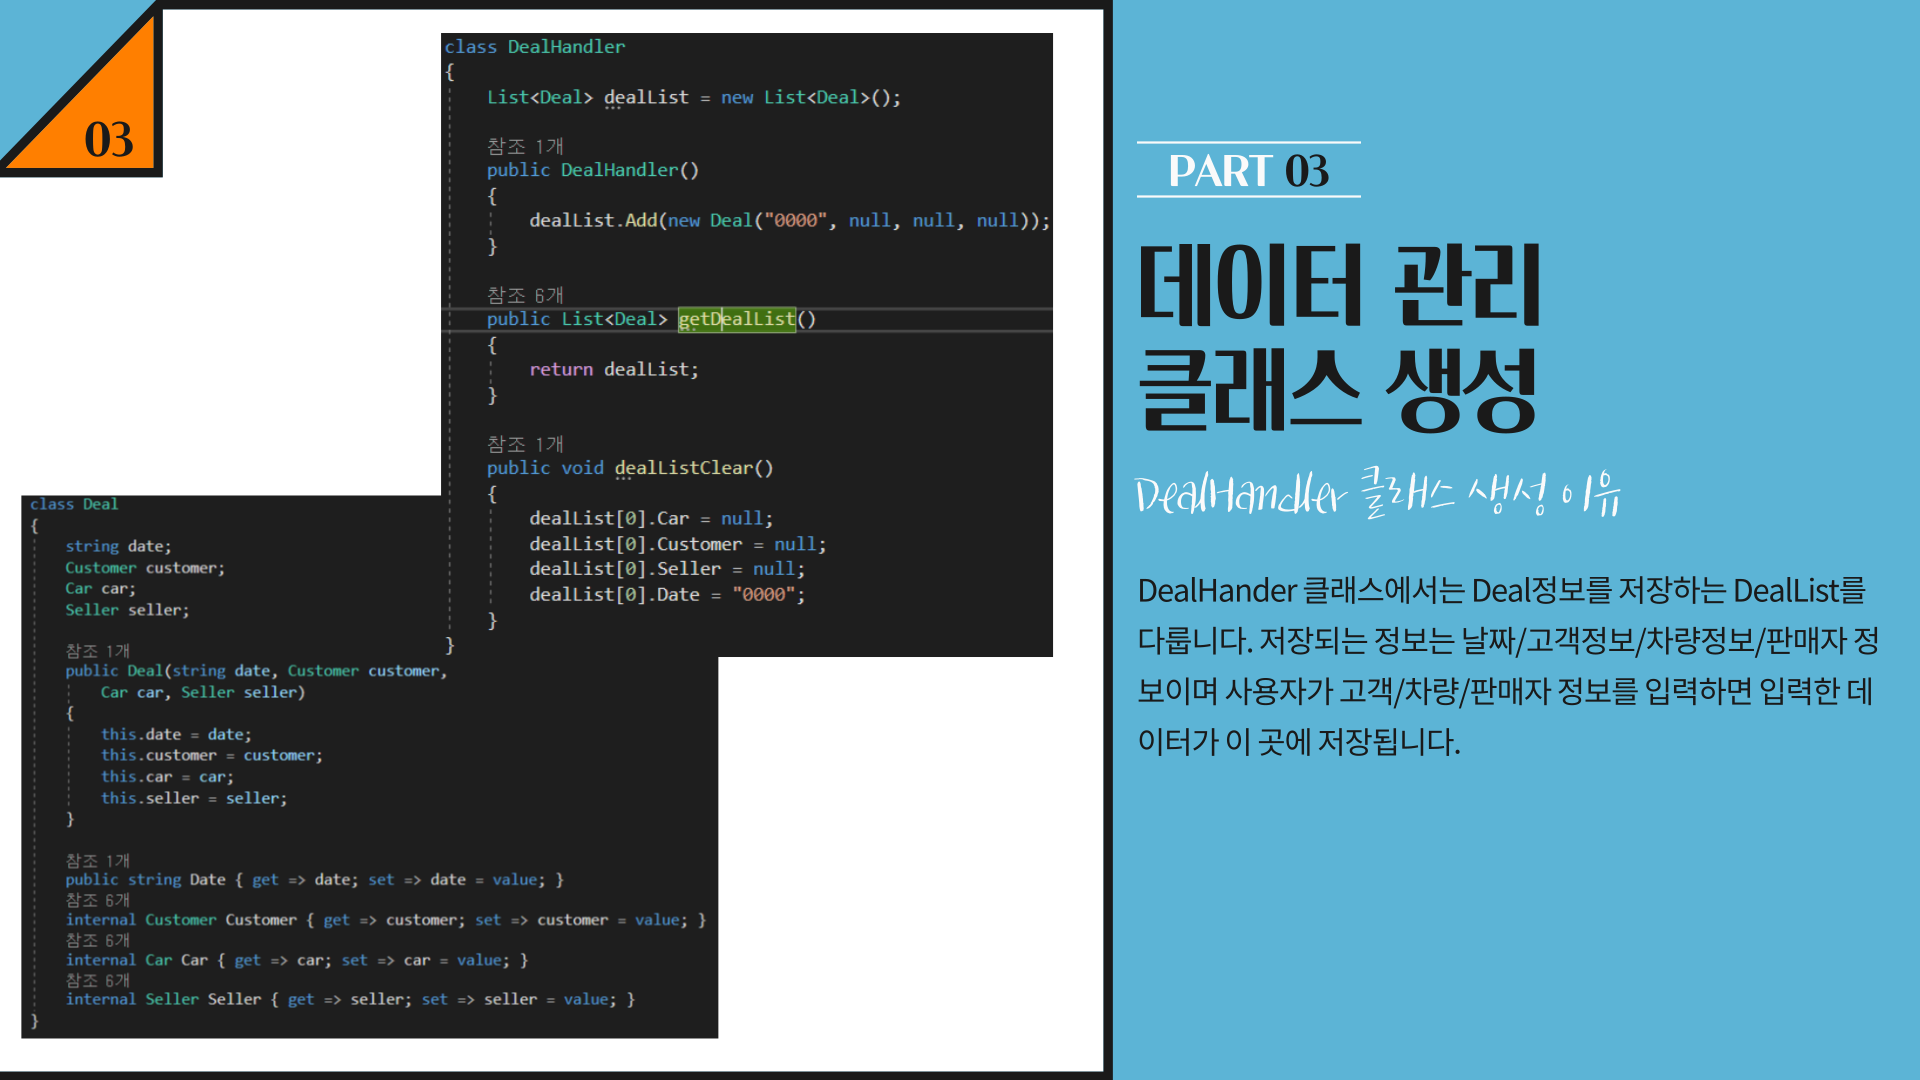 03
class DealHandler
{
List<Deal> dealList = new List<Deal>();
참조 1개
public DealHandler()
{
dealList.Add(new Deal("0000", null, null, null));
}
참조 6개
public List<Deal> getDealList()
{
return dealList;
}
참조 1개
public void dealListClear()
{
dealList[0].Car = null;
dealList[0].Customer = null;
dealList[0].Seller = null;
dealList[0].Date = "0000";
}
}
class Deal
{
string date;
Customer customer;
Car car;
Seller seller;
참조 1개
public Deal(string date, Customer customer,
Car car, Seller seller)
{
this.date = date;
this.customer = customer;
this.car = car;
this.seller = seller;
}
참조 1개
public string Date { get => date; set => date = value; }
참조 6개
internal Customer Customer { get => customer; set => customer = value; }
참조 6개
internal Car Car { get => car; set => car = value; }
참조 6개
internal Seller Seller { get => seller; set => seller = value; }
}
PART 03
데이터 관리
클래스 생성
DealHandler 클래스 생성 이유
DealHander 클래스에서는 Deal정보를 저장하는 DealList를
다룹니다. 저장되는 정보는 날짜/고객정보/차량정보/판매자 정
보이며 사용자가 고객/차량/판매자 정보를 입력하면 입력한 데
이터가 이 곳에 저장됩니다.